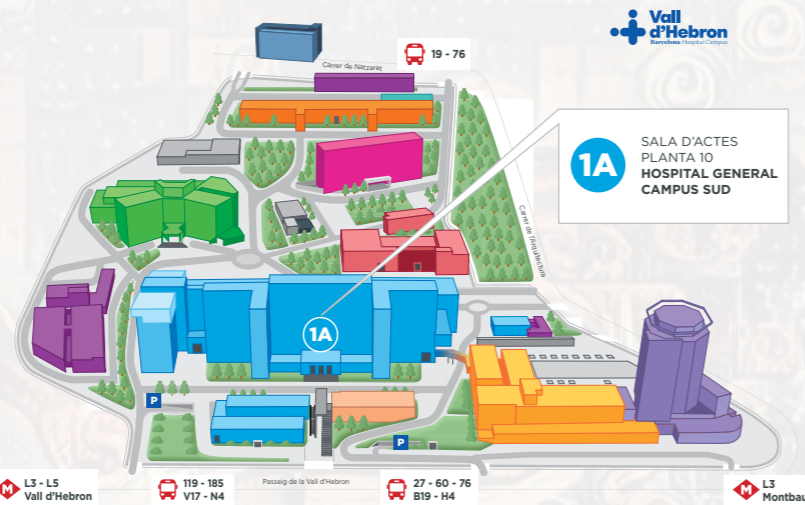 Vall
d'Hebron
Barcelona Hospital Campus
19 - 76
Carrer de Natzaret
1A
SALA D'ACTES
PLANTA 10
HOSPITAL GENERAL
CAMPUS SUD
Carrer de l'Arquitectura
1A
P
P
M
L3 - L5
Vall d'Hebron
119 - 185
V17 - N4
Passeig de la Vall d'Hebron
27 - 60 - 76
B19 - H4
M
L3
Montbau